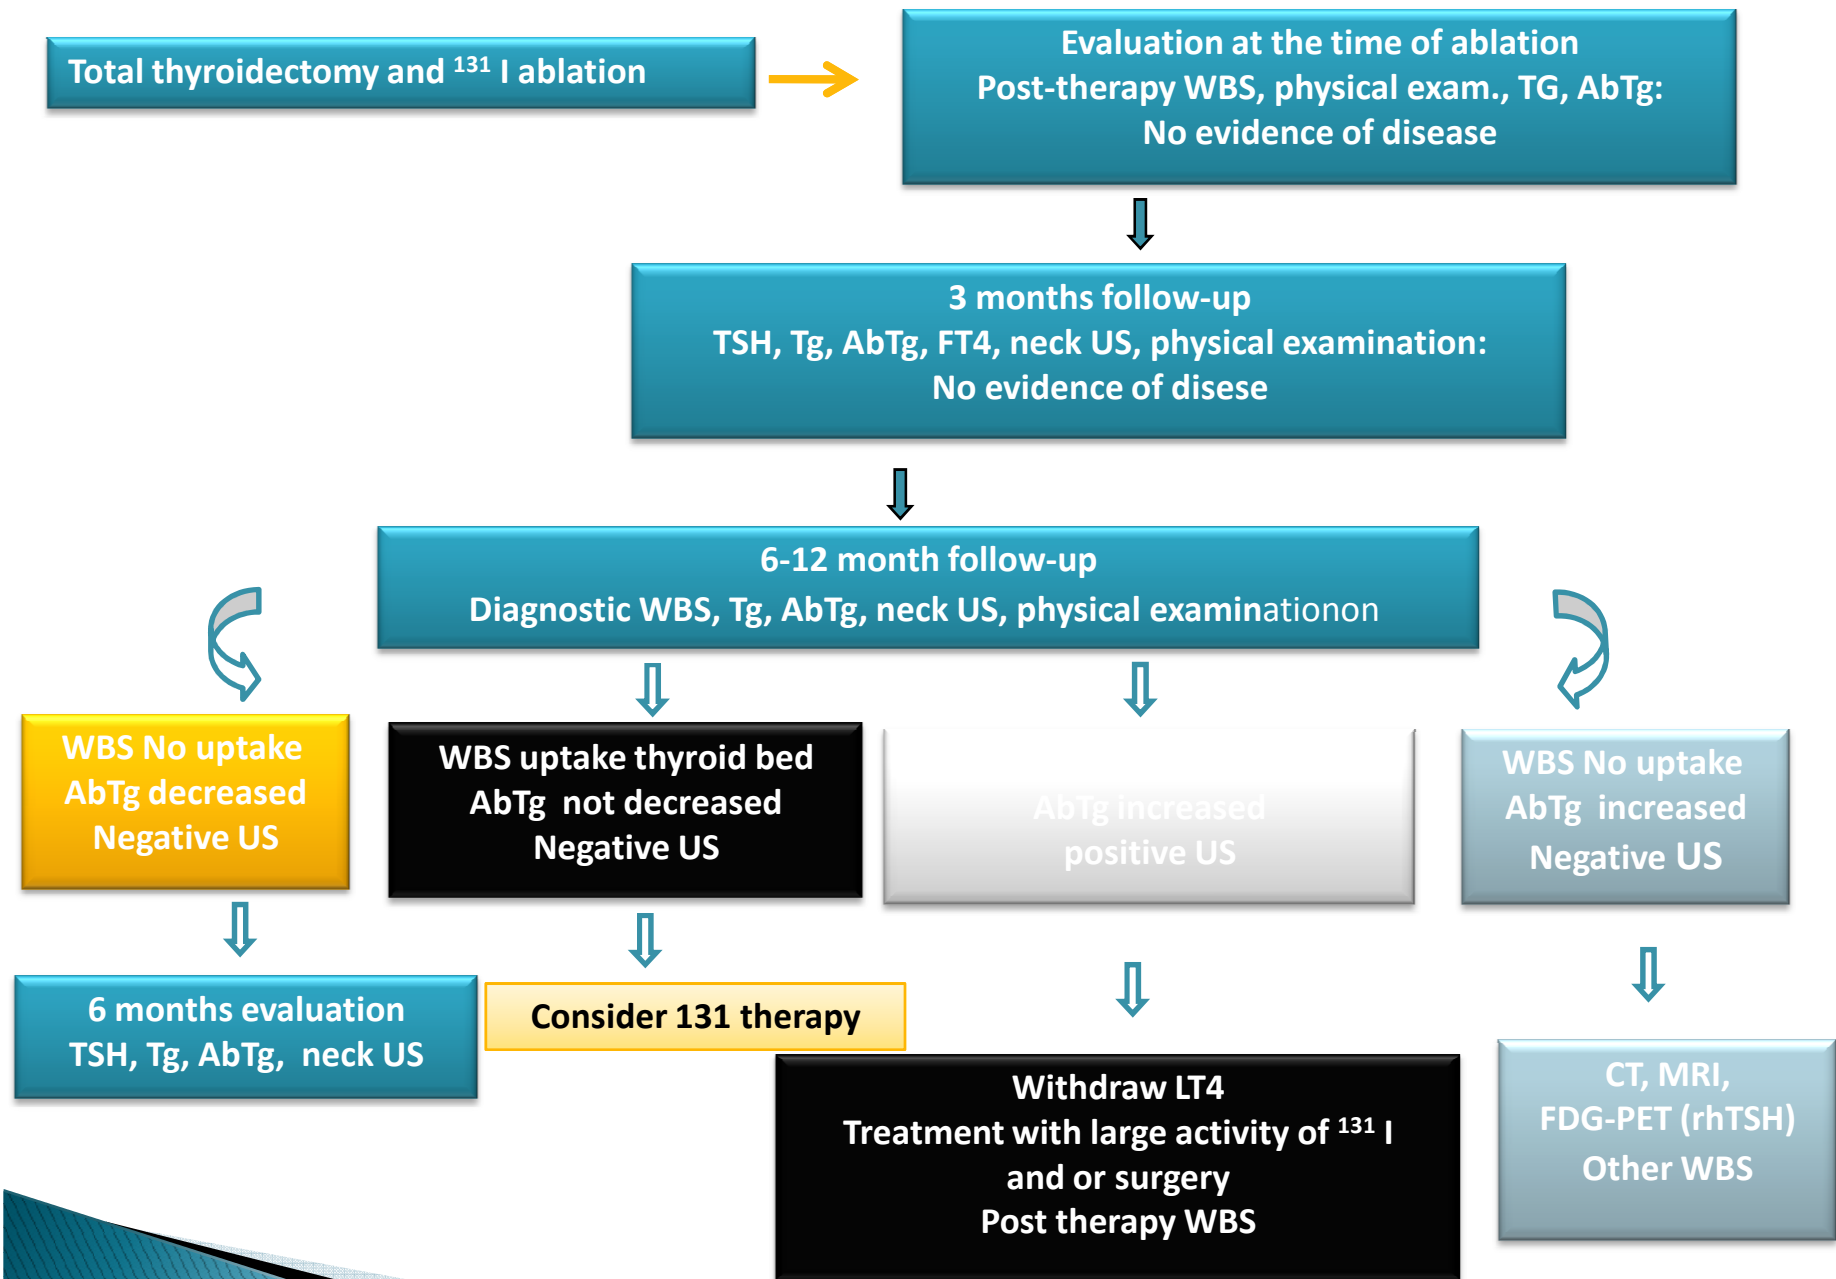 Total thyroidectomy and ¹³¹ I ablation
Evaluation at the time of ablation
Post-therapy WBS, physical exam., TG, AbTg:
No evidence of disease
3 months follow-up
TSH, Tg, AbTg, FT4, neck US, physical examination:
No evidence of disese
6-12 month follow-up
Diagnostic WBS, Tg, AbTg, neck US, physical examinationon
WBS No uptake
AbTg decreased
Negative US
WBS uptake thyroid bed
AbTg not decreased
Negative US
AbTg increased
positive US
WBS No uptake
AbTg increased
Negative US
6 months evaluation
TSH, Tg, AbTg, neck US
Consider 131 therapy
Withdraw LT4
Treatment with large activity of ¹³¹ I
and or surgery
Post therapy WBS
CT, MRI,
FDG-PET (rhTSH)
Other WBS